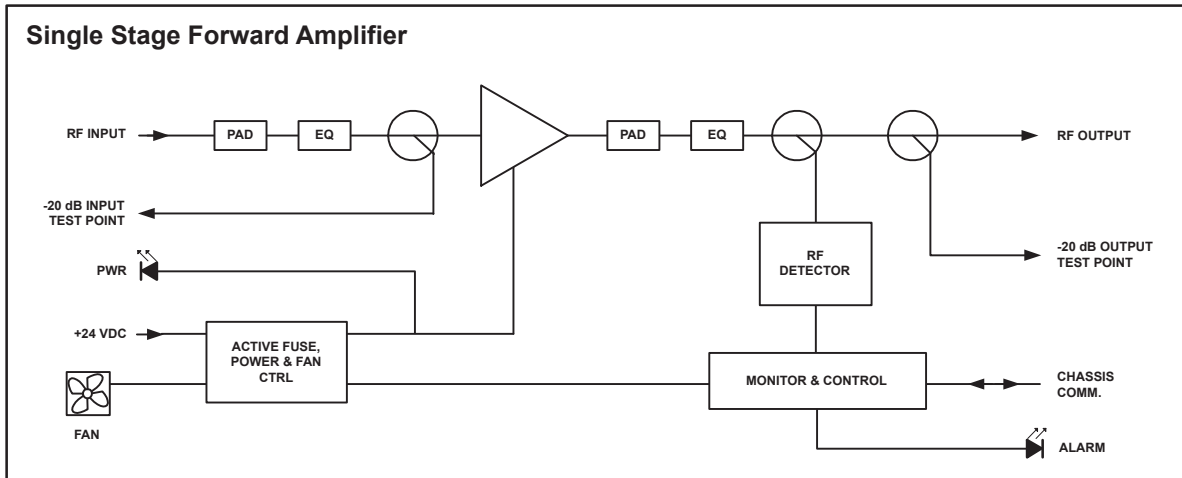 Single Stage Forward Amplifier
RF INPUT
PAD
EQ
PAD
EQ
RF OUTPUT
-20 dB INPUT
TEST POINT
-20 dB OUTPUT
TEST POINT
RF
DETECTOR
PWR
+24 VDC
ACTIVE FUSE,
POWER & FAN
CTRL
MONITOR & CONTROL
CHASSIS
COMM.
FAN
ALARM